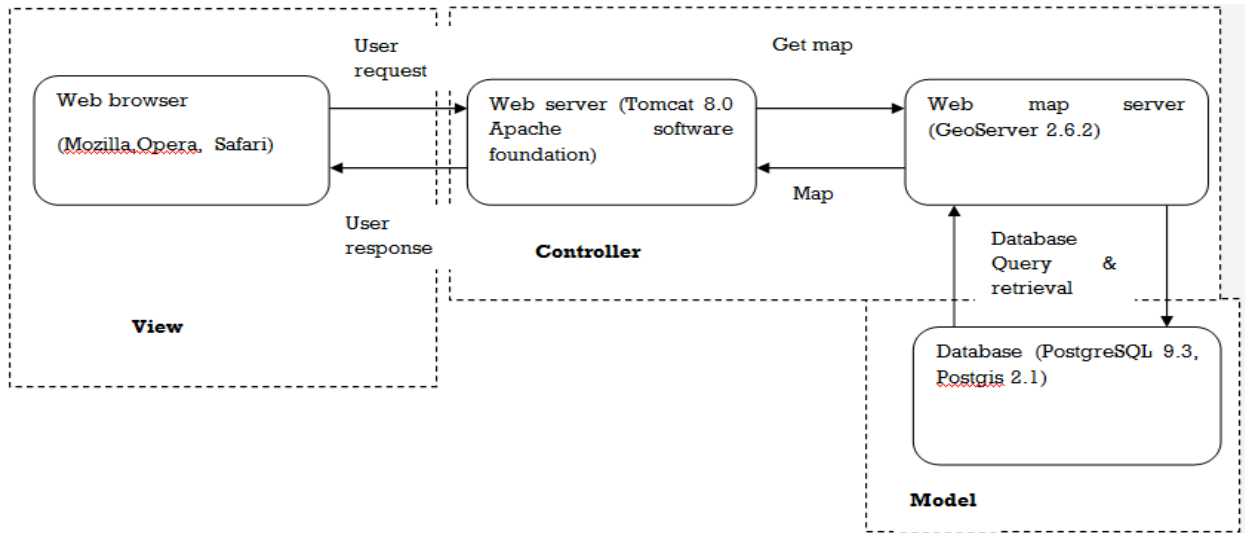 User
request
Get map
Web browser
(Mozilla,Opera, Safari)
Web server (Tomcat 8.0
Apache software
foundation)
Web map server
(GeoServer 2.6.2)
Map
User
response
Controller
Database
Query &
retrieval
View
Database (PostgreSQL 9.3,
Postgis 2.1)
Model